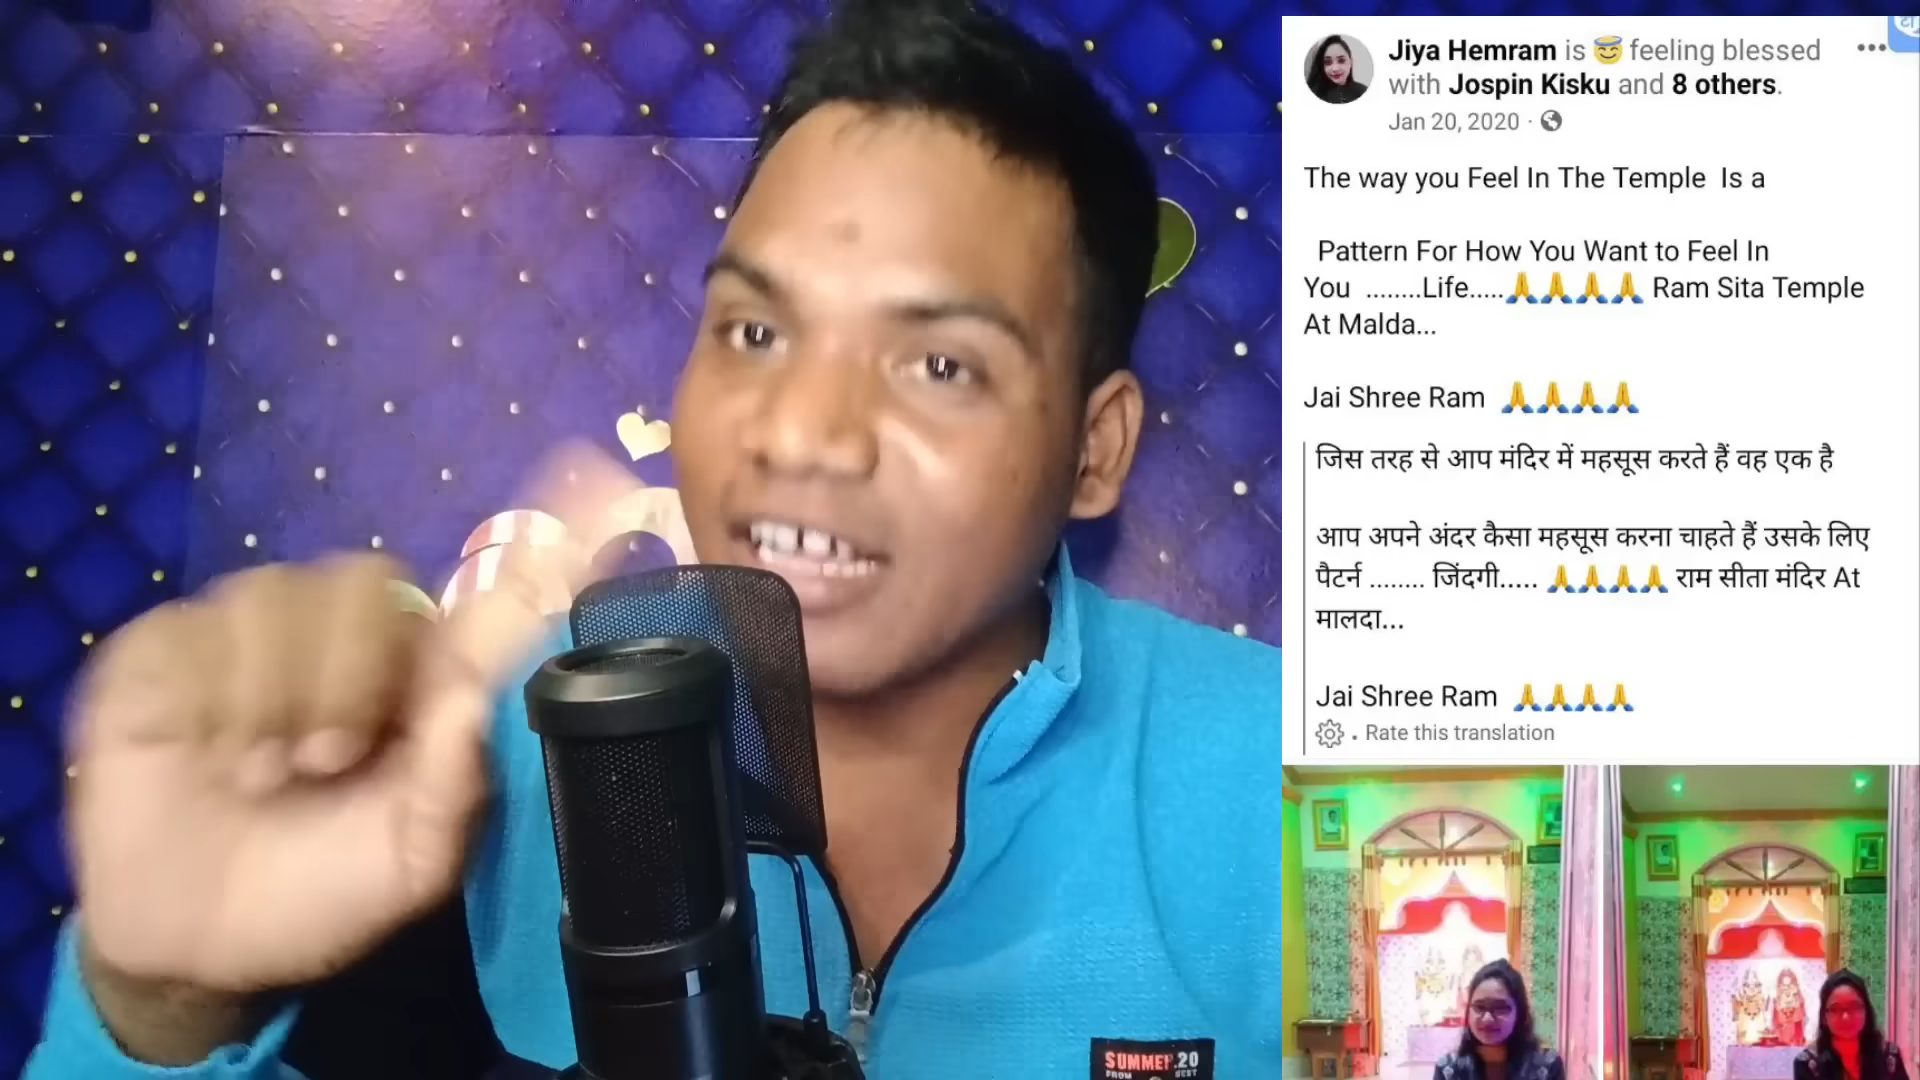 Jiya Hemram is 😇 feeling blessed
with Jospin Kisku and 8 others.
Jan 20, 2020 ·
The way you Feel In The Temple Is a
Pattern For How You Want to Feel In
You ........Life.....🙏🙏🙏🙏 Ram Sita Temple
At Malda...
Jai Shree Ram 🙏🙏🙏🙏
जिस तरह से आप मंदिर में महसूस करते हैं वह एक है
आप अपने अंदर कैसा महसूस करना चाहते हैं उसके लिए
पैटर्न ........ जिंदगी..... 🙏🙏🙏🙏 राम सीता मंदिर At
मालदा...
Jai Shree Ram 🙏🙏🙏🙏
. Rate this translation
SUMMER.20
FROM BEST